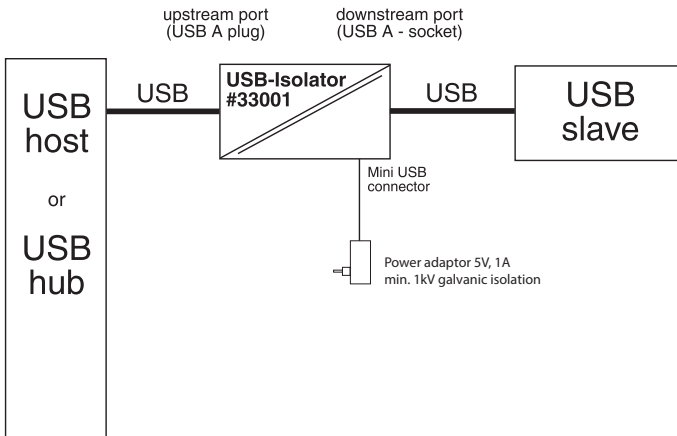 upstream port
(USB A plug)
downstream port
(USB A - socket)
USB
host
or
USB
hub
USB
USB-Isolator
#33001
USB
USB
slave
Mini USB
connector
Power adaptor 5V, 1A
min. 1kV galvanic isolation